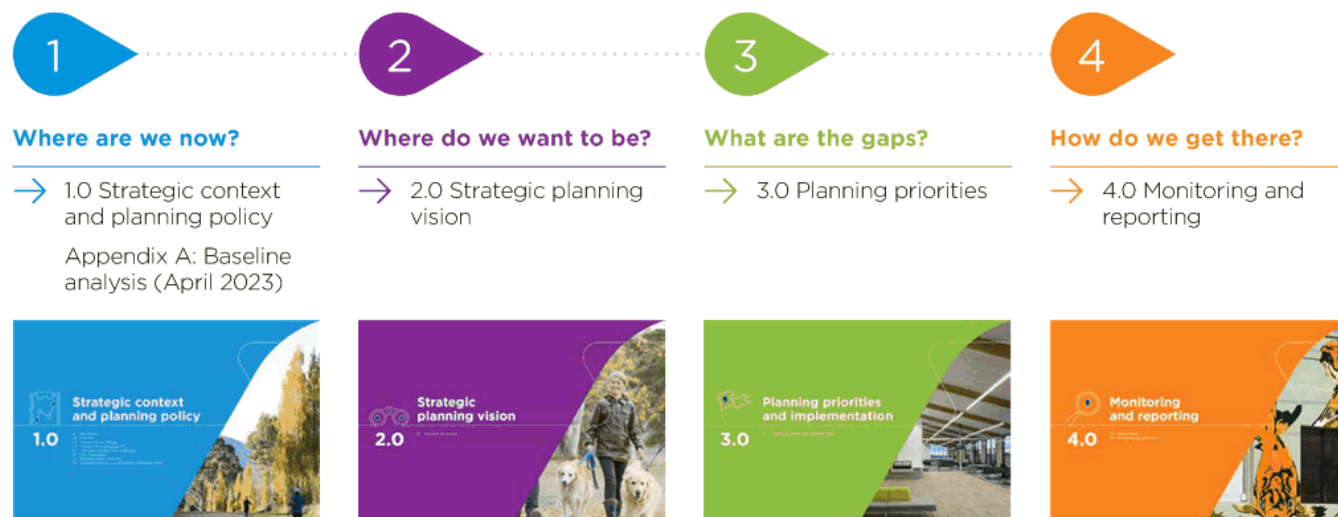 1
2
3
4
Where are we now?
1.0 Strategic context
and planning policy
Appendix A: Baseline
analysis (April 2023)
Where do we want to be?
2.0 Strategic planning
vision
What are the gaps?
3.0 Planning priorities
How do we get there?
4.0 Monitoring and
reporting
Strategic context
and planning policy
1.0
Strategic
planning vision
2.0
Planning priorities
and implementation
3.0
Monitoring
and reporting
4.0